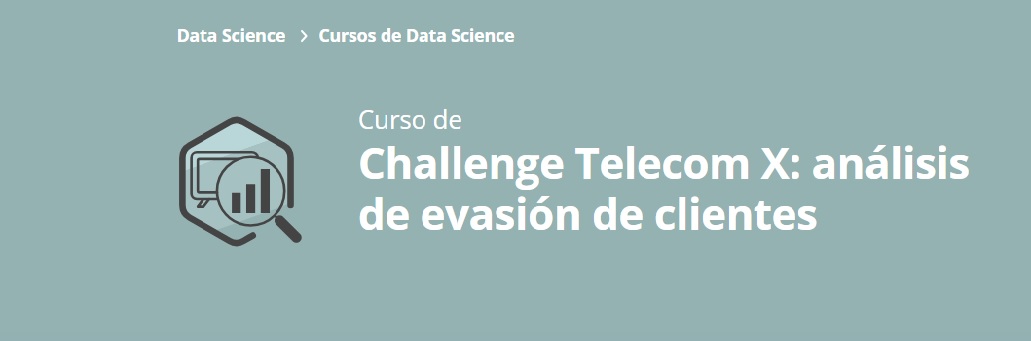 Data Science > Cursos de Data Science
Curso de
Challenge Telecom X: análisis
de evasión de clientes